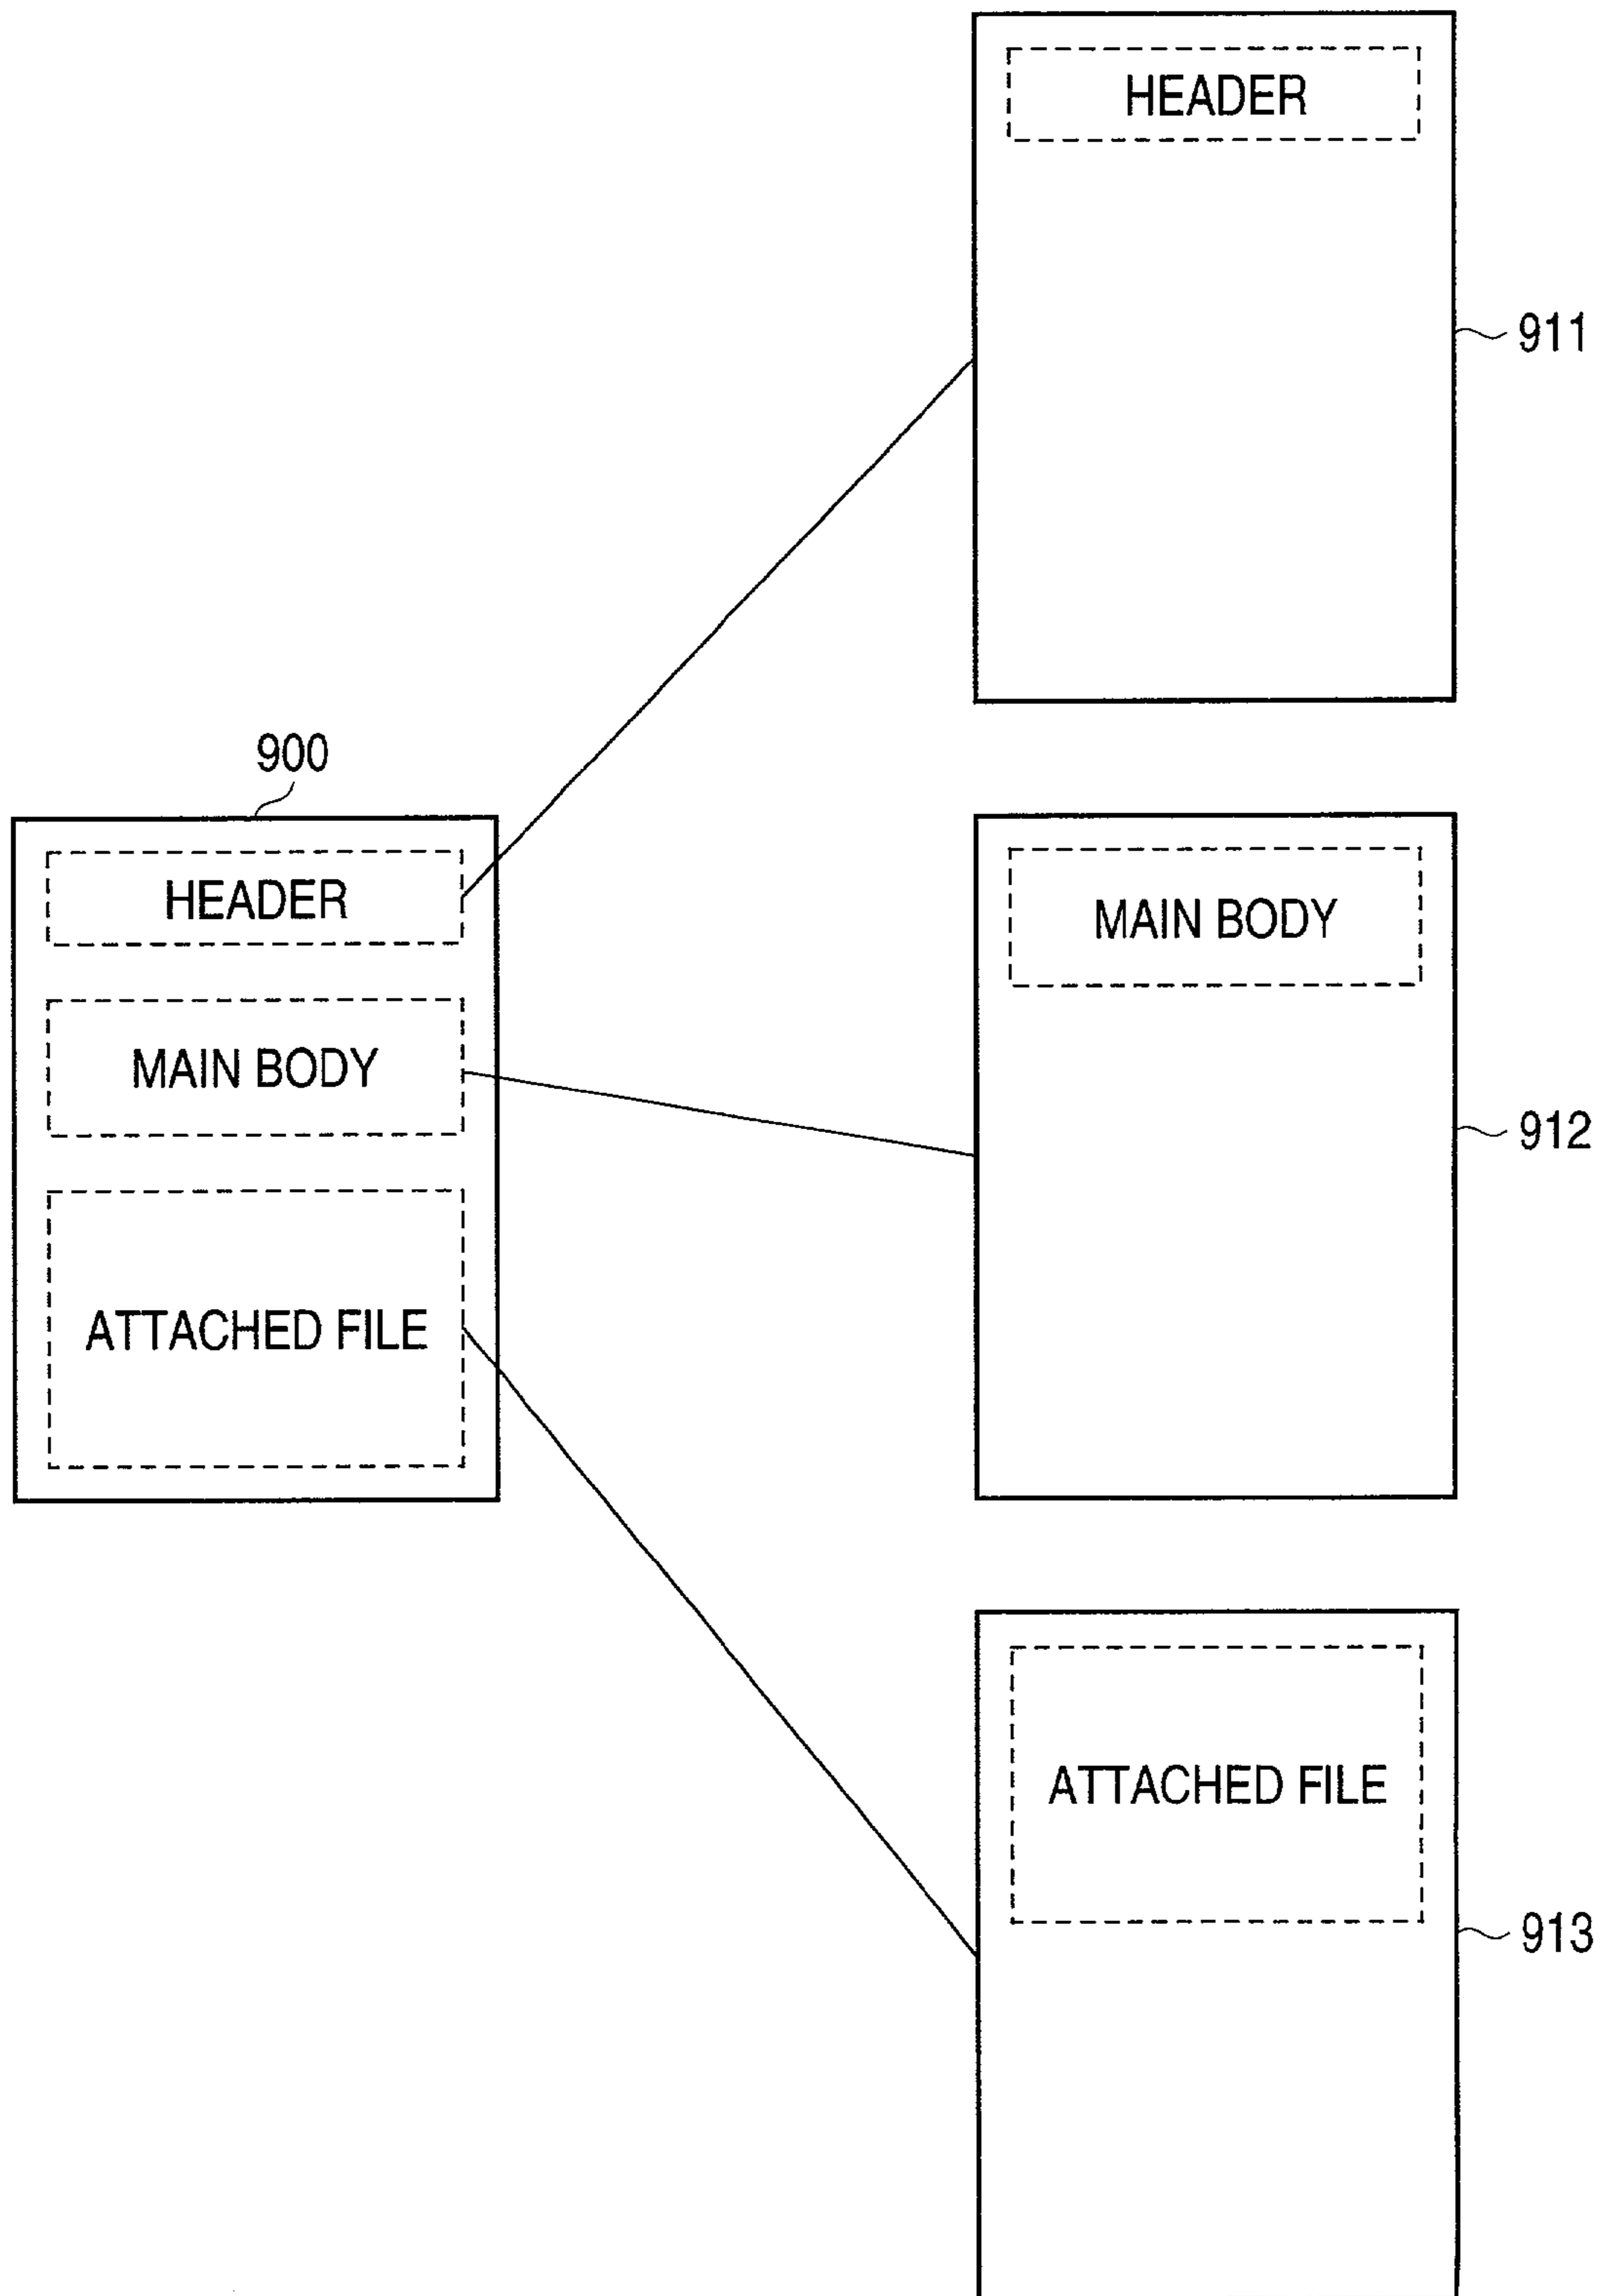 HEADER
911
900
HEADER
MAIN BODY
ATTACHED FILE
MAIN BODY
912
ATTACHED FILE
913